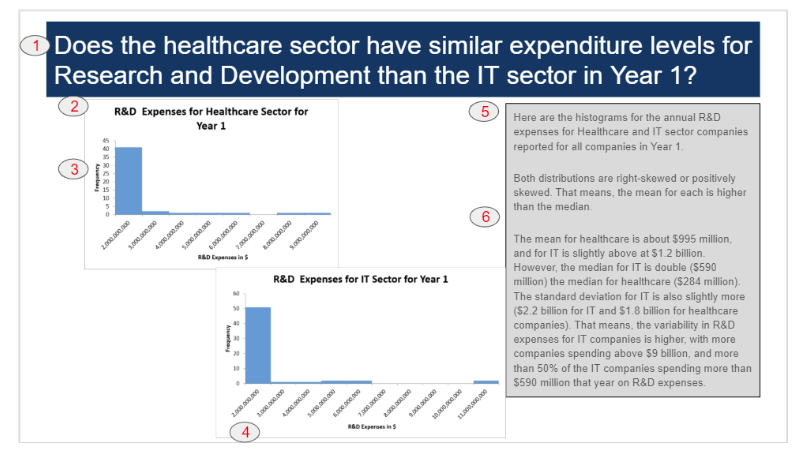 1
Does the healthcare sector have similar expenditure levels for
Research and Development than the IT sector in Year 1?
2
R&D Expenses for Healthcare Sector for
Year 1
3
Frequency
45
40
35
30
25
20
15
10
5
0
2,000,000,000
3,000,000,000
4,000,000,000
5,000,000,000
6,000,000,000
7,000,000,000
8,000,000,000
9,000,000,000
R&D Expenses in $
R&D Expenses for IT Sector for Year 1
Frequency
60
50
40
30
20
10
0
2,000,000,000
3,000,000,000
4,000,000,000
5,000,000,000
6,000,000,000
7,000,000,000
8,000,000,000
9,000,000,000
10,000,000,000
11,000,000,000
R&D Expenses in $
4
5
Here are the histograms for the annual R&D
expenses for Healthcare and IT sector companies
reported for all companies in Year 1.
Both distributions are right-skewed or positively
skewed. That means, the mean for each is higher
than the median.
6
The mean for healthcare is about $995 million,
and for IT is slightly above at $1.2 billion.
However, the median for IT is double ($590
million) the median for healthcare ($284 million).
The standard deviation for IT is also slightly more
($2.2 billion for IT and $1.8 billion for healthcare
companies). That means, the variability in R&D
expenses for IT companies is higher, with more
companies spending above $9 billion, and more
than 50% of the IT companies spending more than
$590 million that year on R&D expenses.